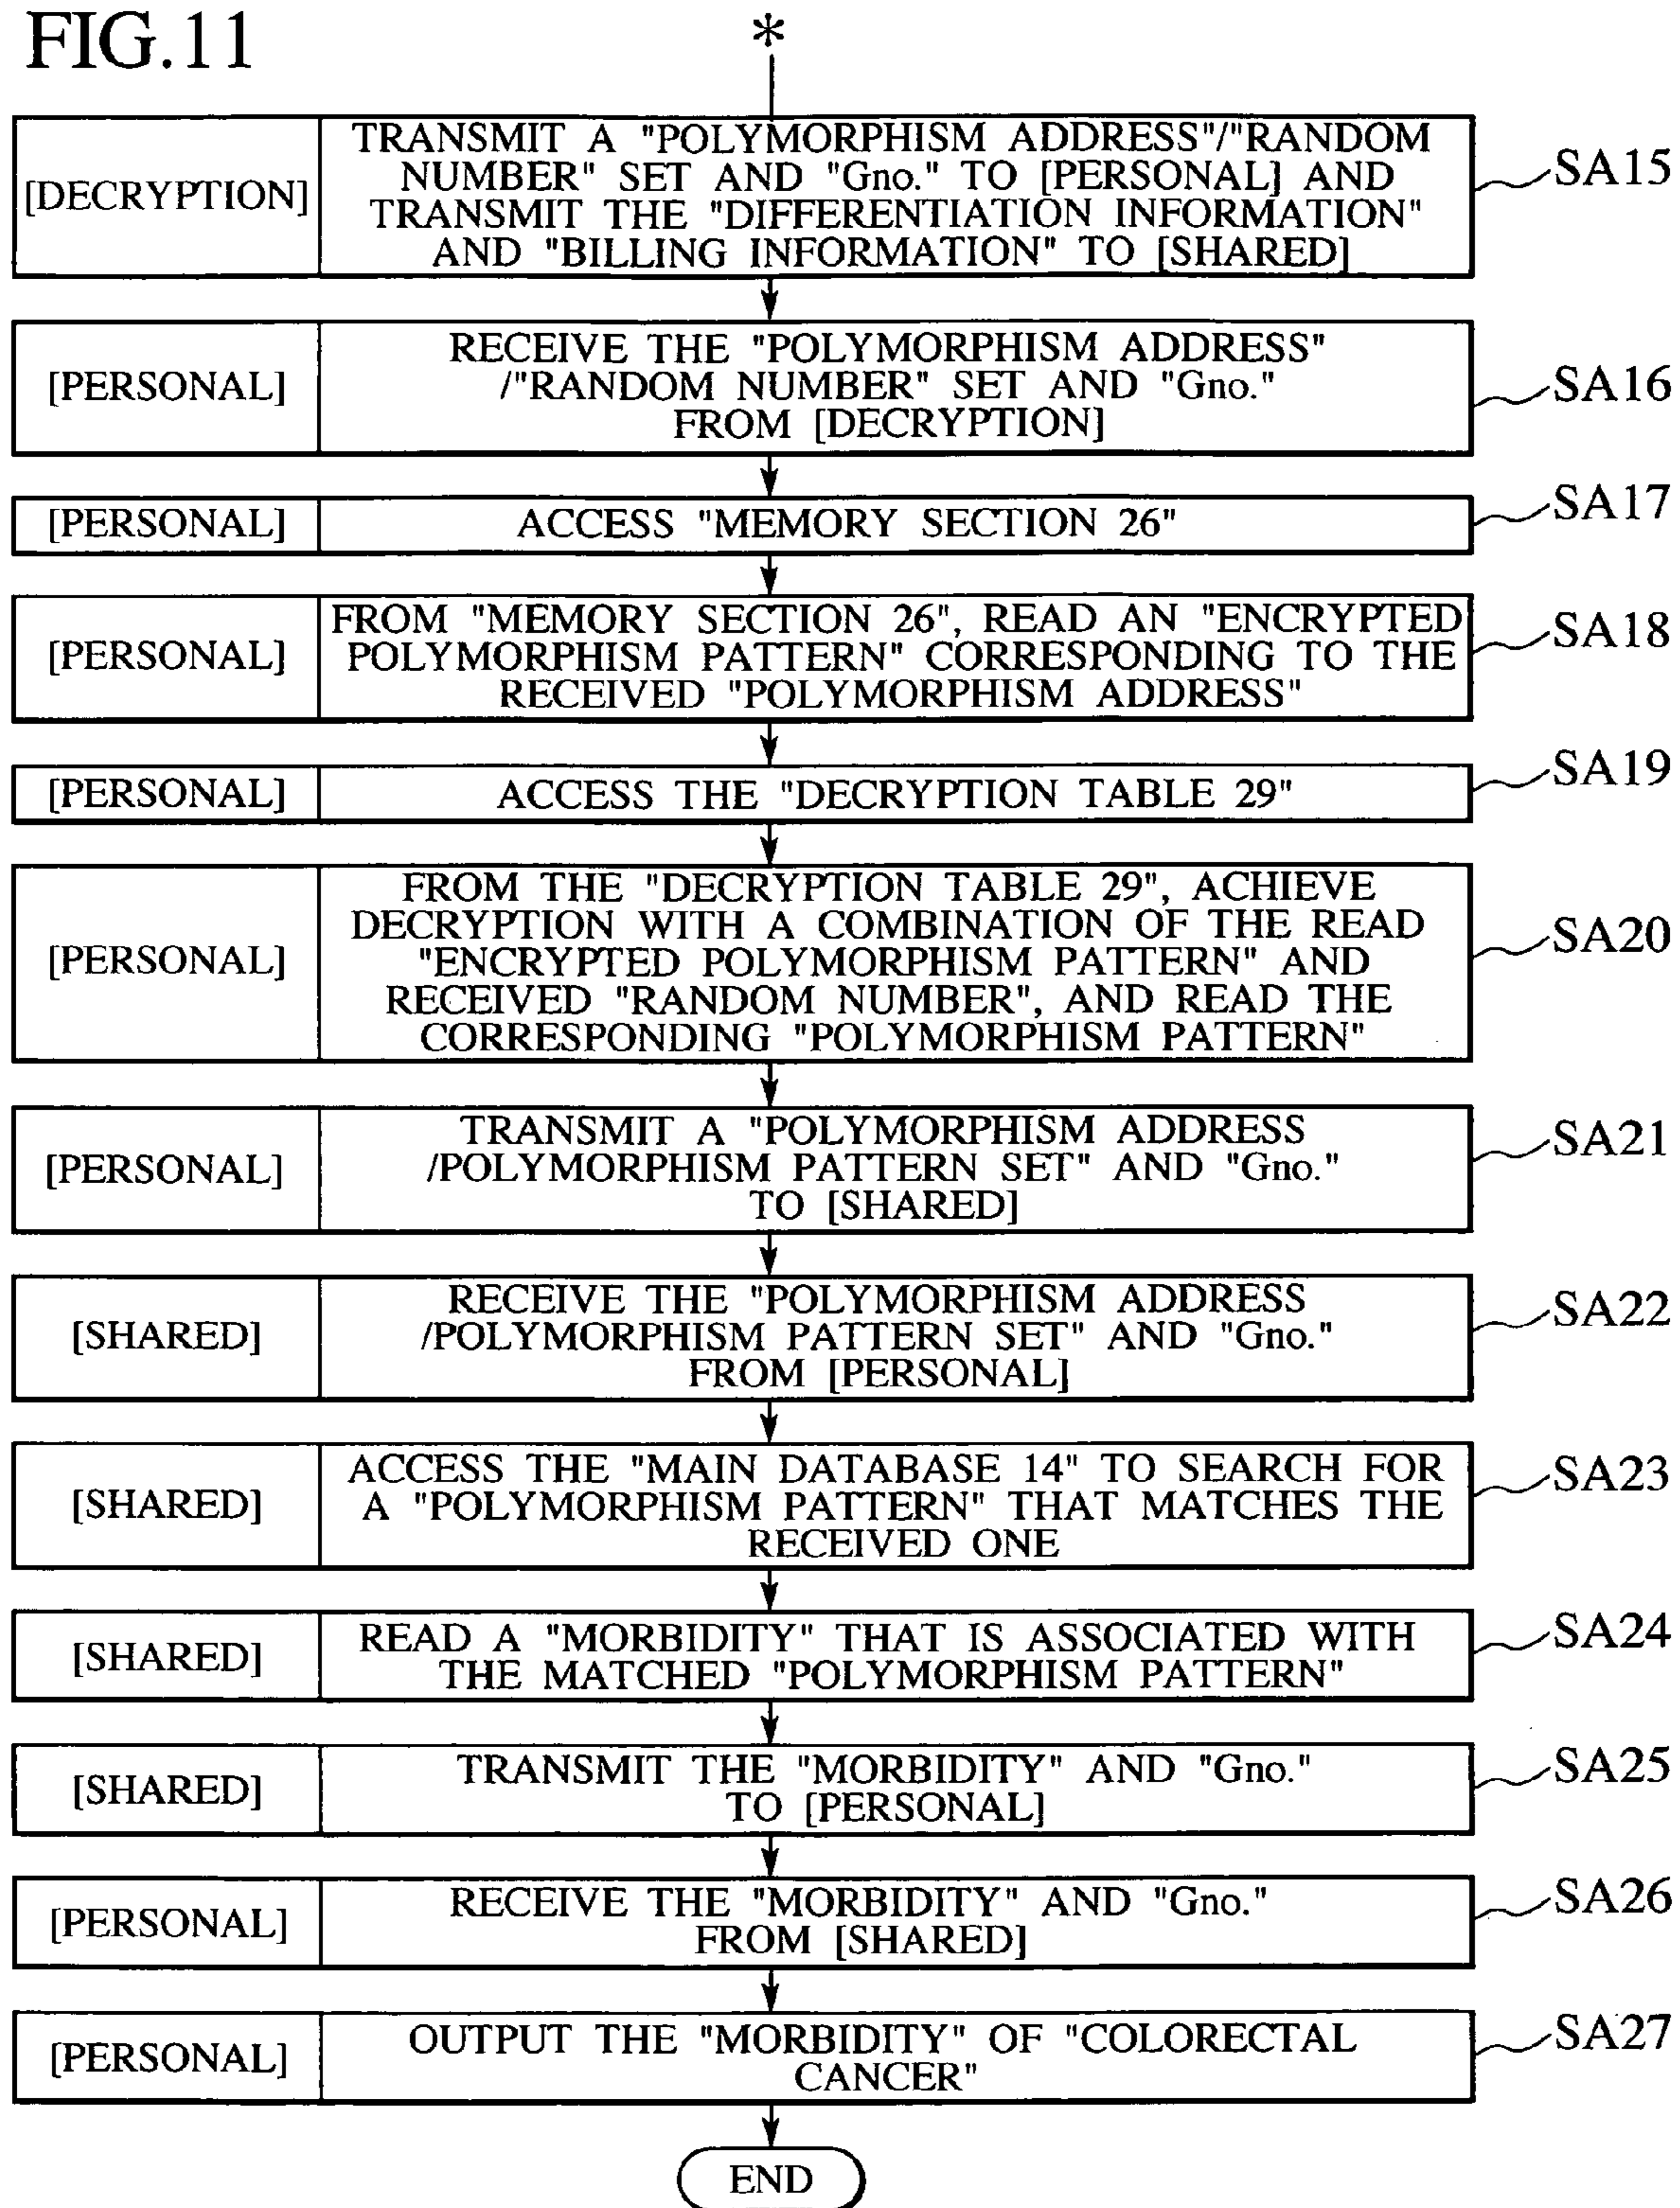 FIG.11
*
[DECRYPTION]
TRANSMIT A "POLYMORPHISM ADDRESS"/"RANDOM
NUMBER" SET AND "Gno." TO [PERSONAL] AND
TRANSMIT THE "DIFFERENTIATION INFORMATION"
AND "BILLING INFORMATION" TO [SHARED]
SA15
[PERSONAL]
RECEIVE THE "POLYMORPHISM ADDRESS"
/"RANDOM NUMBER" SET AND "Gno."
FROM [DECRYPTION]
SA16
[PERSONAL]
ACCESS "MEMORY SECTION 26"
SA17
[PERSONAL]
FROM "MEMORY SECTION 26", READ AN "ENCRYPTED
POLYMORPHISM PATTERN" CORRESPONDING TO THE
RECEIVED "POLYMORPHISM ADDRESS"
SA18
[PERSONAL]
ACCESS THE "DECRYPTION TABLE 29"
SA19
[PERSONAL]
FROM THE "DECRYPTION TABLE 29", ACHIEVE
DECRYPTION WITH A COMBINATION OF THE READ
"ENCRYPTED POLYMORPHISM PATTERN" AND
RECEIVED "RANDOM NUMBER", AND READ THE
CORRESPONDING "POLYMORPHISM PATTERN"
SA20
[PERSONAL]
TRANSMIT A "POLYMORPHISM ADDRESS
/POLYMORPHISM PATTERN SET" AND "Gno."
TO [SHARED]
SA21
[SHARED]
RECEIVE THE "POLYMORPHISM ADDRESS
/POLYMORPHISM PATTERN SET" AND "Gno."
FROM [PERSONAL]
SA22
[SHARED]
ACCESS THE "MAIN DATABASE 14" TO SEARCH FOR
A "POLYMORPHISM PATTERN" THAT MATCHES THE
RECEIVED ONE
SA23
[SHARED]
READ A "MORBIDITY" THAT IS ASSOCIATED WITH
THE MATCHED "POLYMORPHISM PATTERN"
SA24
[SHARED]
TRANSMIT THE "MORBIDITY" AND "Gno."
TO [PERSONAL]
SA25
[PERSONAL]
RECEIVE THE "MORBIDITY" AND "Gno."
FROM [SHARED]
SA26
[PERSONAL]
OUTPUT THE "MORBIDITY" OF "COLORECTAL
CANCER"
SA27
END